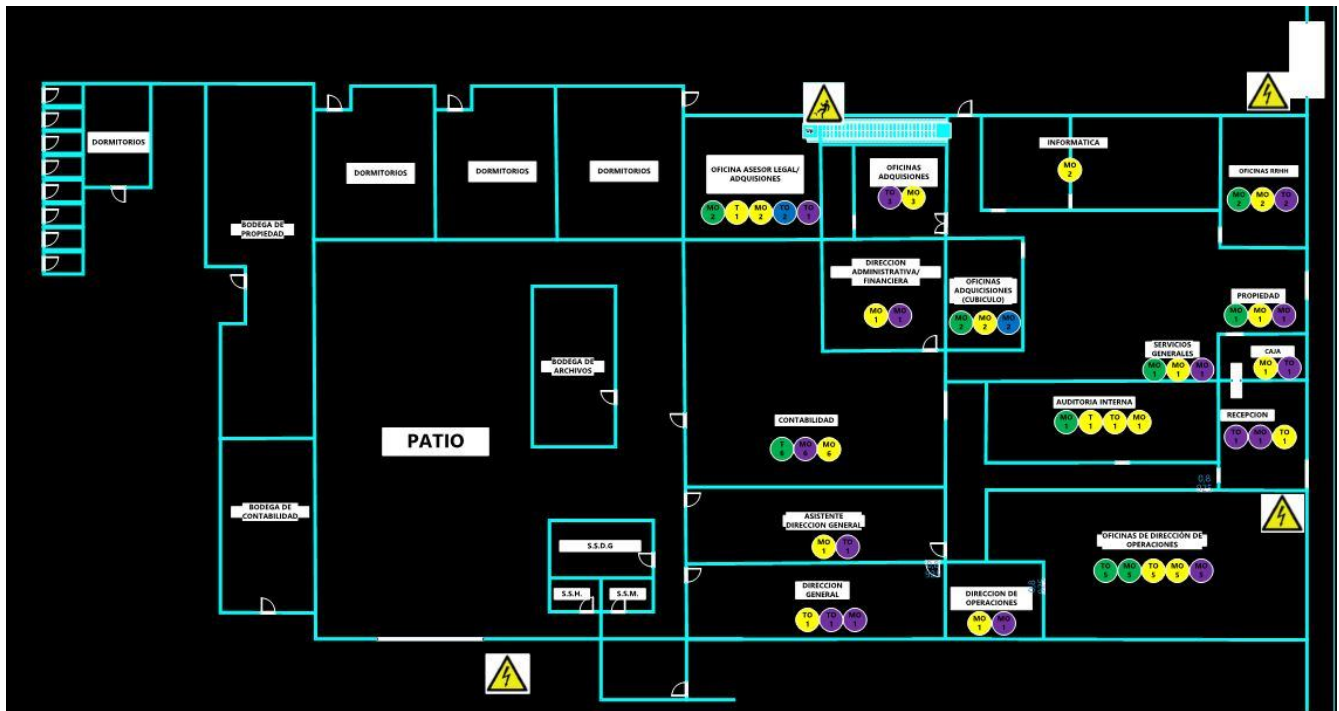 DORMITORIOS
DORMITORIOS
DORMITORIOS
DORMITORIOS
BODEGA DE
PROPIEDAD
BODEGA DE
CONTABILIDAD
BODEGA DE
ARCHIVOS
PATIO
S.S.D.G
S.S.H.
S.S.M.
OFICINA ASESOR LEGAL/
ADQUISIONES
MO
2
T
1
MO
2
TO
TO
OFICINAS
ADQUISIONES
TO
3
MO
3
INFORMATICA
MO
2
OFICINAS RRHH
MO
2
MO
2
TO
2
DIRECCION
ADMINISTRATIVA/
FINANCIERA
MO
1
MO
1
OFICINAS
ADQUICISIONES
(CUBICULO)
MO
2
MO
2
MO
2
PROPIEDAD
MO
1
MO
1
MO
1
SERVICIOS
GENERALES
MO
1
MO
1
MO
1
CAJA
MO
1
TO
1
AUDITORIA INTERNA
MO
1
T
1
TO
1
MO
1
RECEPCION
TO
1
MO
1
TO
1
CONTABILIDAD
T
6
MO
6
MO
6
ASISTENTE
DIRECCION GENERAL
MO
1
TO
1
OFICINAS DE DIRECCIÓN DE
OPERACIONES
TO
5
MO
5
TO
5
MO
5
MO
5
DIRECCION
GENERAL
TO
1
TO
1
MO
1
DIRECCION DE
OPERACIONES
MO
1
MO
1
0,8